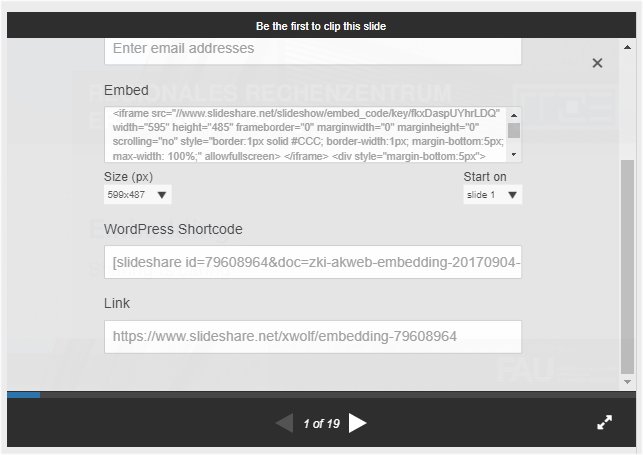 Be the first to clip this slide
Enter email addresses
REGIONALES RECHENZENTRUM
Embed
<iframe src="//www.slideshare.net/slideshow/embed_code/key/fkxDaspUYhrLDQ"
width="595" height="485" frameborder="0" marginwidth="0" marginheight="0"
scrolling="no" style="border:1px solid #CCC; border-width:1px; margin-bottom:5px;
max-width: 100%;" allowfullscreen> </iframe> <div style="margin-bottom:5px">
Size (px)
Start on
599x487
slide 1
WordPress Shortcode
[slideshare id=79608964&doc=zki-akweb-embedding-20170904-
Link
https://www.slideshare.net/xwolf/embedding-79608964
FAU
1 of 19